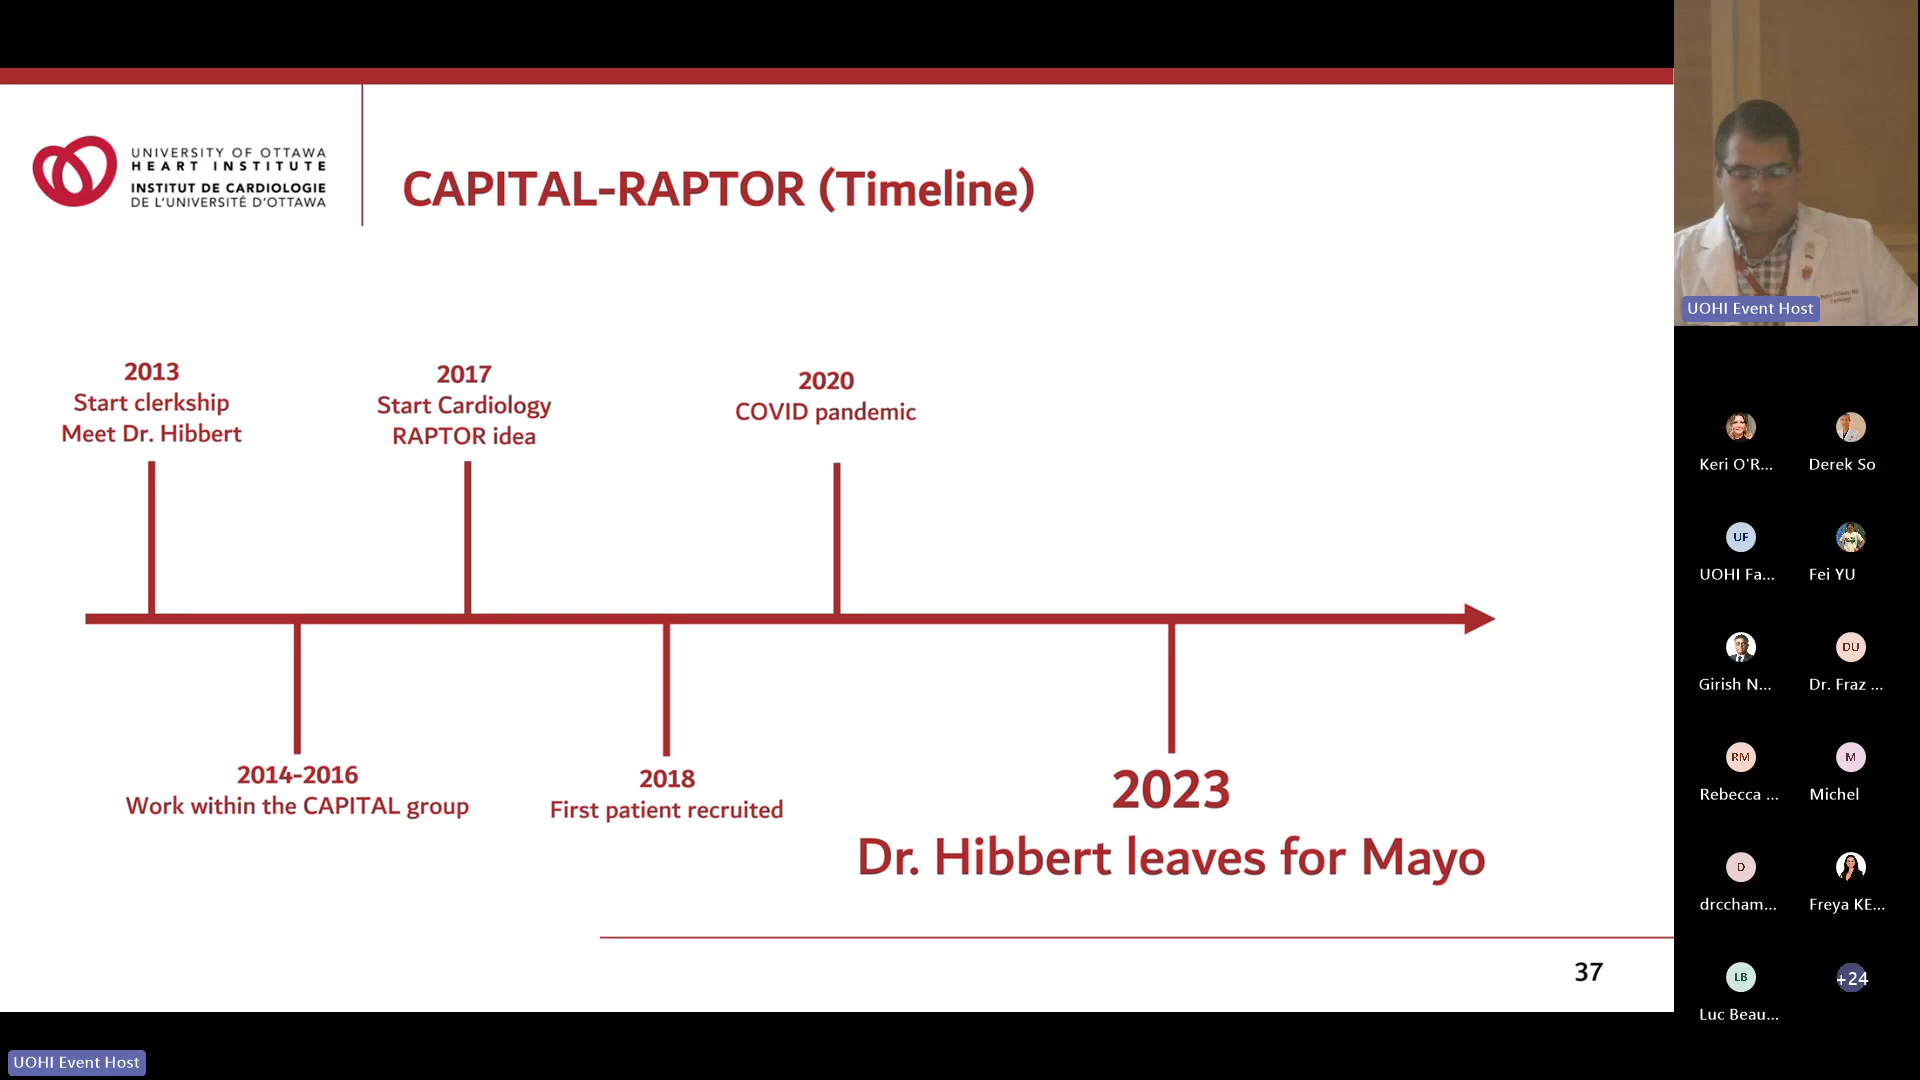 UNIVERSITY OF OTTAWA
HEART INSTITUTE
INSTITUT DE CARDIOLOGIE
DE L'UNIVERSITÉ D'OTTAWA
CAPITAL-RAPTOR (Timeline)
2013
Start clerkship
Meet Dr. Hibbert
2017
Start Cardiology
RAPTOR idea
2020
COVID pandemic
2014-2016
Work within the CAPITAL group
2018
First patient recruited
2023
Dr. Hibbert leaves for Mayo
37
UOHI Event Host
Keri O'R...
Derek So
UF
UOHI Fa...
Fei YU
Girish N...
DU
Dr. Fraz ...
RM
Rebecca ...
M
Michel
D
drccham...
Freya KE...
LB
Luc Beau...
+24
UOHI Event Host